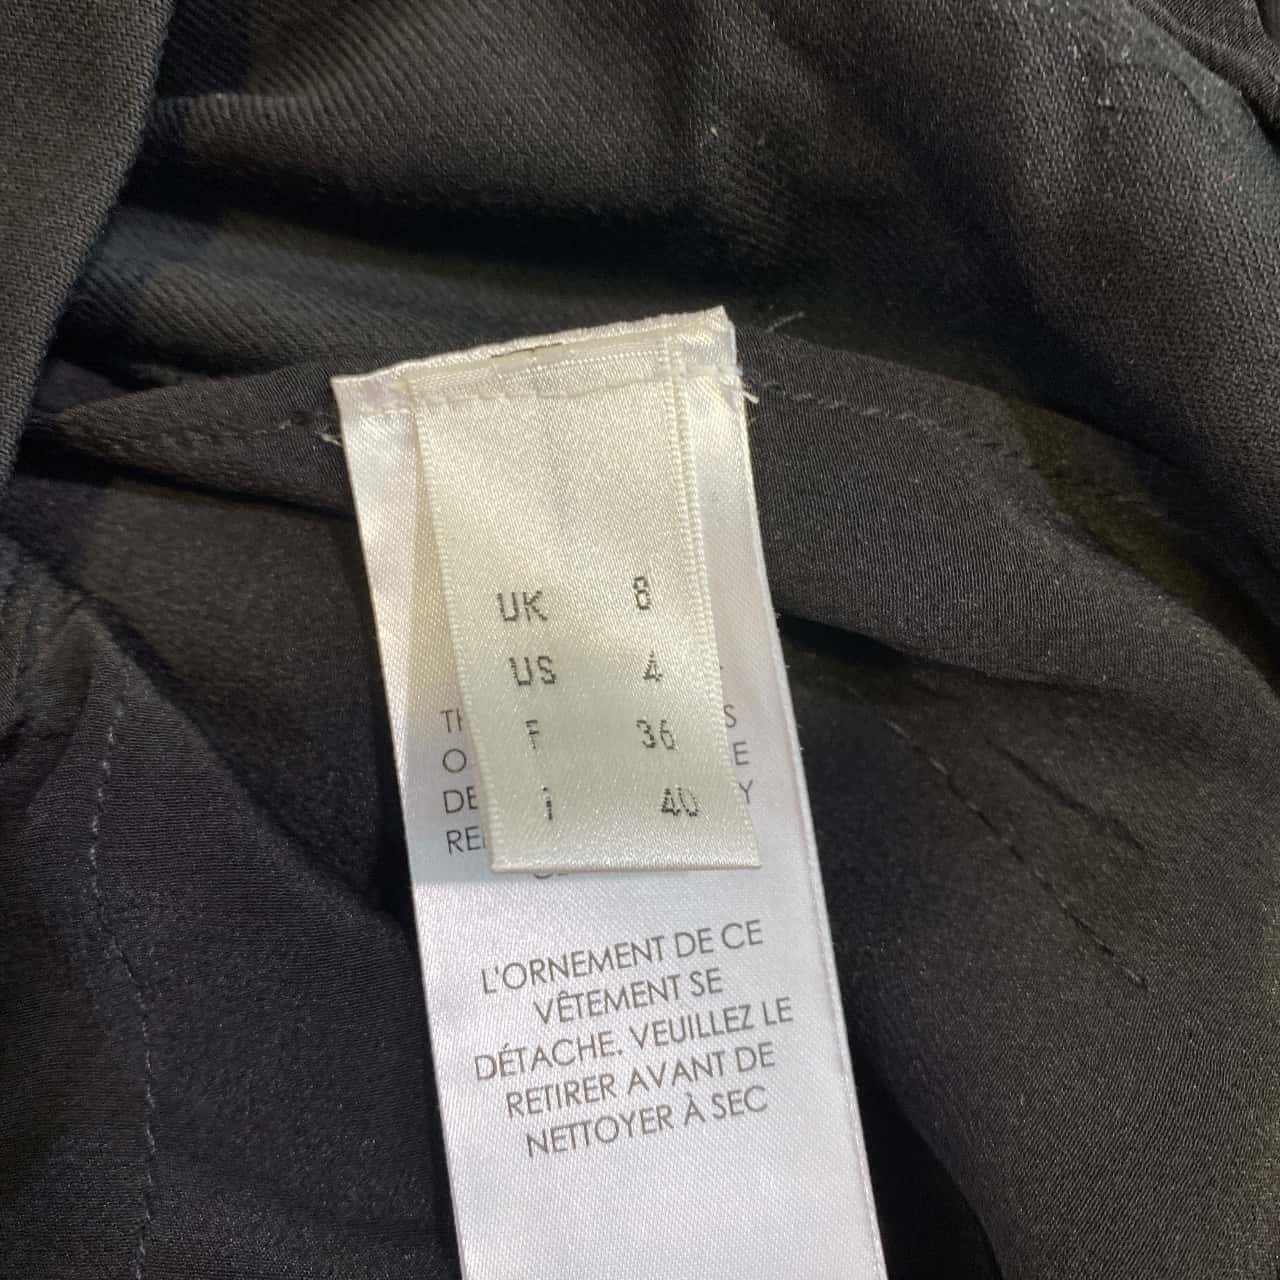 UK 8
US 4
F 36
I 40
L'ORNEMENT DE CE
VÊTEMENT SE
DÉTACHE. VEUILLEZ LE
RETIRER AVANT DE
NETTOYER À SEC